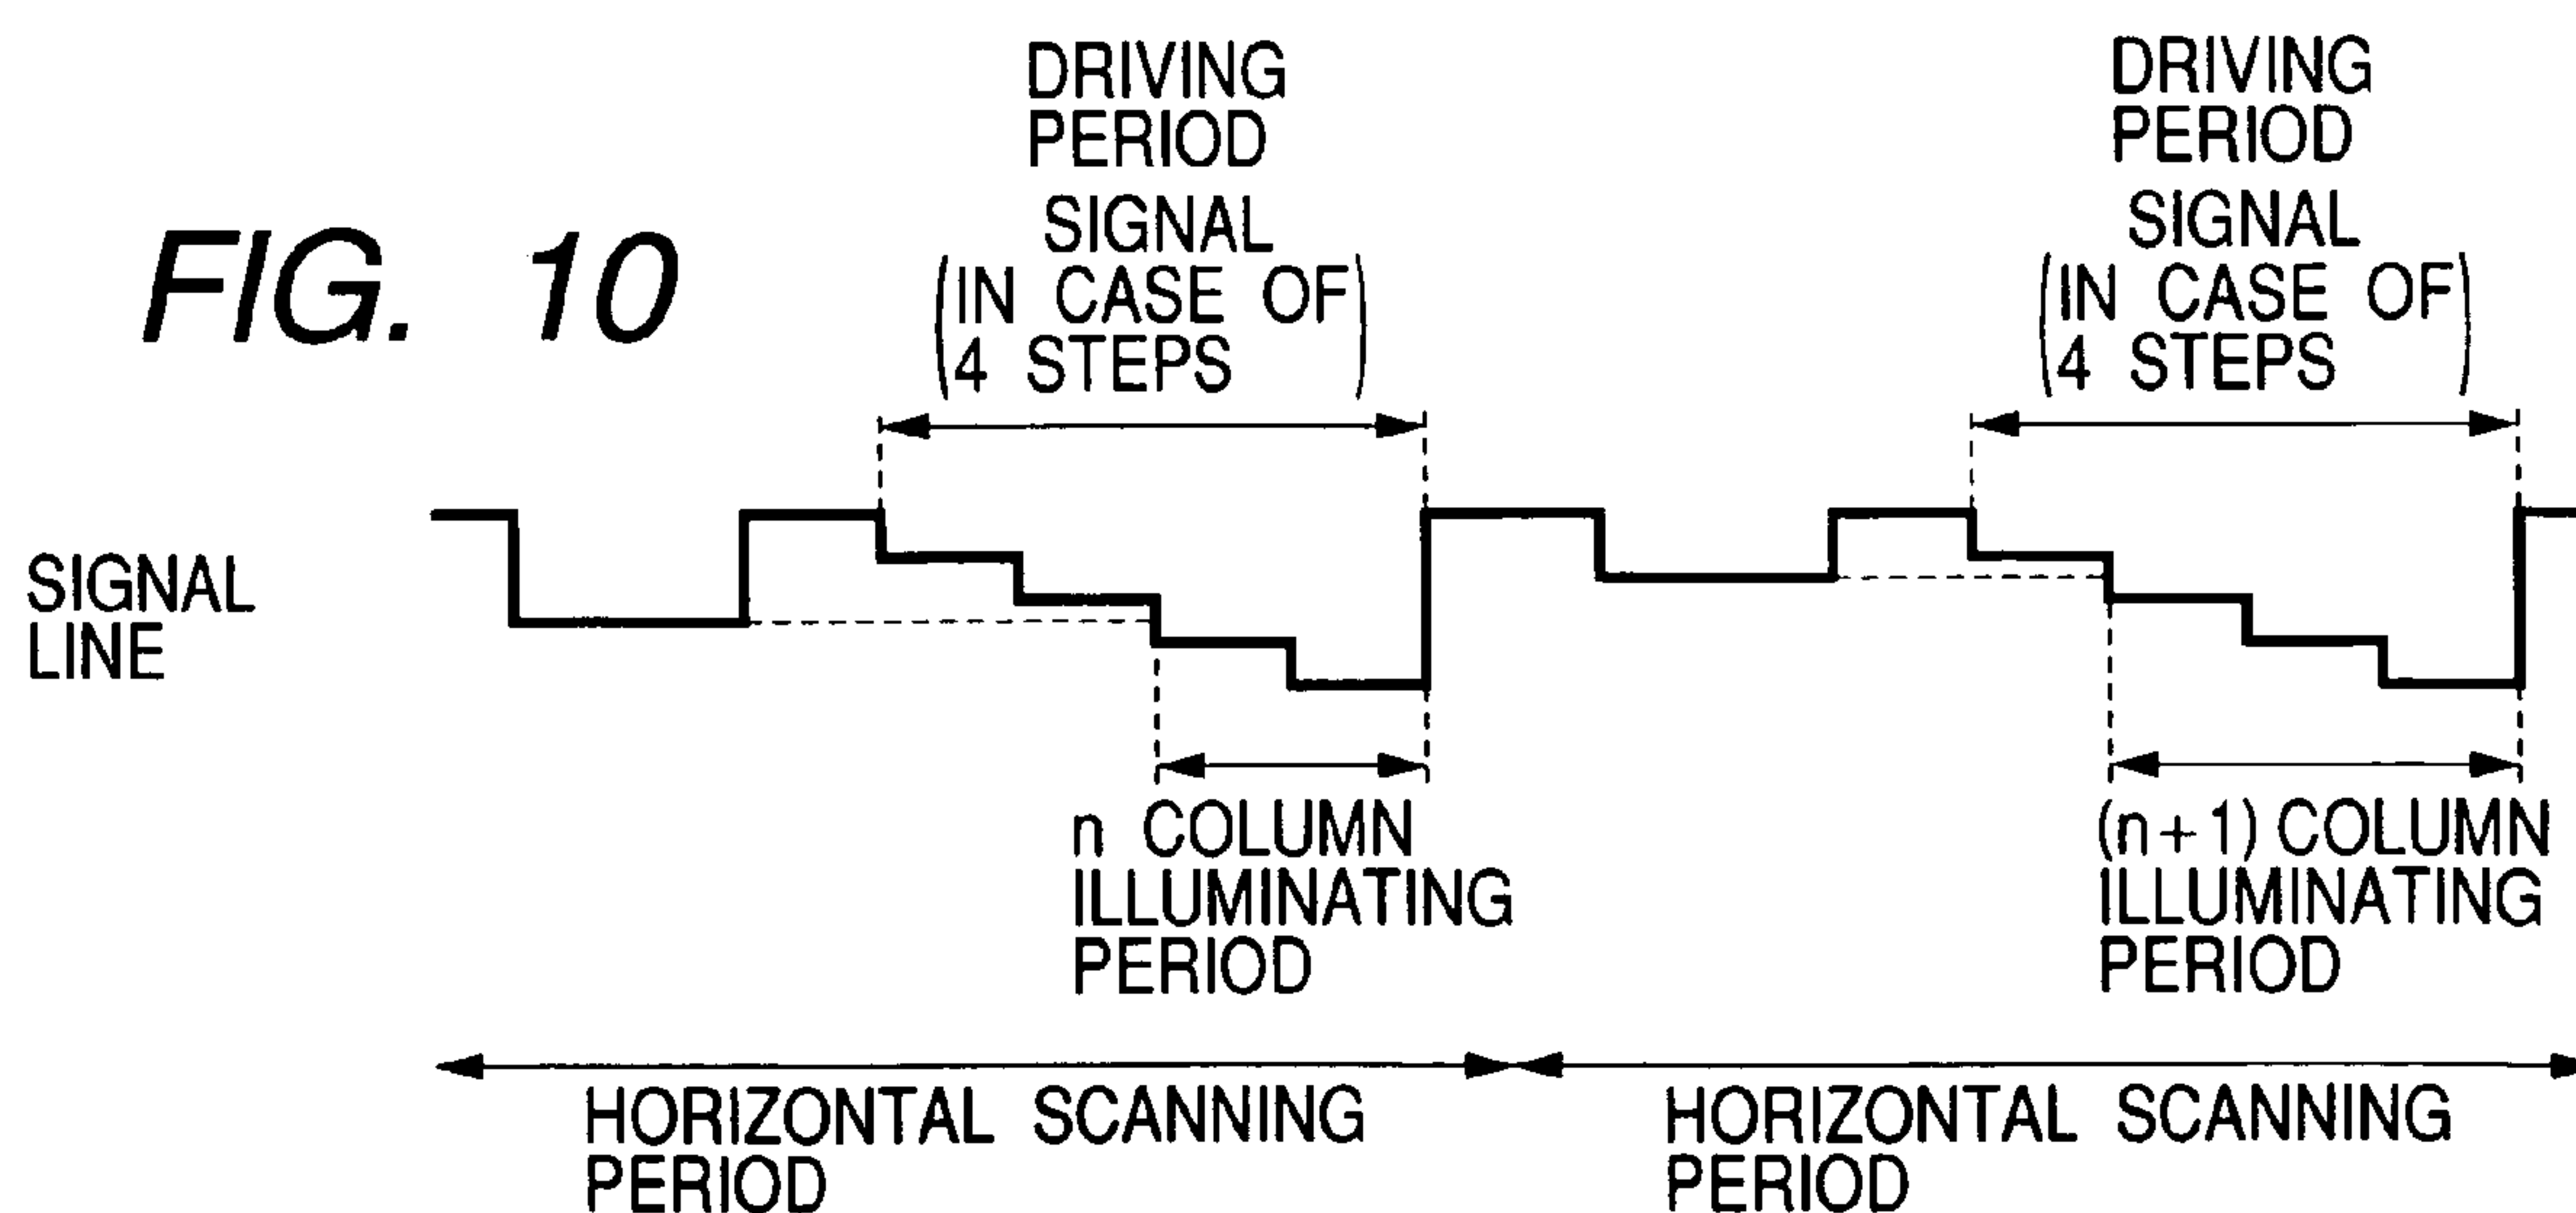 FIG. 10
DRIVING
PERIOD
SIGNAL
(IN CASE OF
4 STEPS)
DRIVING
PERIOD
SIGNAL
(IN CASE OF
4 STEPS)
SIGNAL
LINE
n COLUMN
ILLUMINATING
PERIOD
(n+1) COLUMN
ILLUMINATING
PERIOD
HORIZONTAL SCANNING
PERIOD
HORIZONTAL SCANNING
PERIOD